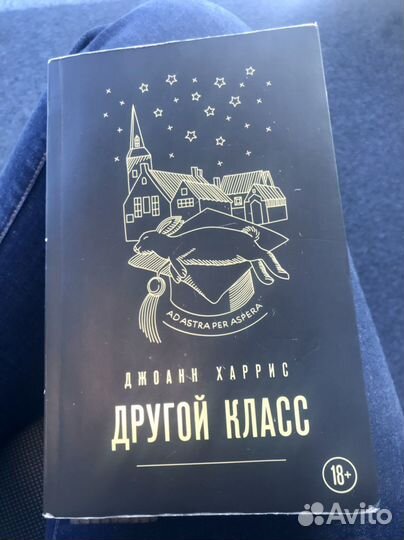 AD ASTRA PER ASPERA
ДЖОАНН ХАРРИС
ДРУГОЙ КЛАСС
18+
Avito